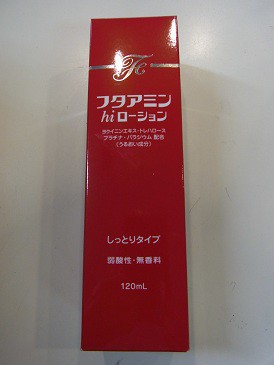 Fc
フタアミン
hiローション
ヨクイニンエキス・トレハロース
プラチナ・パラジウム 配合
(うるおい成分)
しっとりタイプ
弱酸性・無香料
120mL